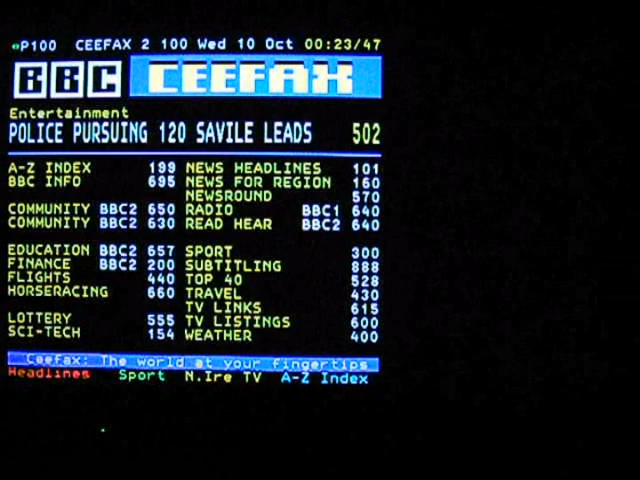 P100 CEEFAX 2 100 Wed 10 Oct 00:23/47
BBC CEEFAX
Entertainment
POLICE PURSUING 120 SAVILE LEADS 502
A-Z INDEX 199 NEWS HEADLINES 101
BBC INFO 695 NEWS FOR REGION 160
NEWSROUND 570
COMMUNITY BBC2 650 RADIO BBC1 640
COMMUNITY BBC2 630 READ HEAR BBC2 640
EDUCATION BBC2 657 SPORT 300
FINANCE BBC2 200 SUBTITLING 888
FLIGHTS 440 TOP 40 528
HORSERACING 660 TRAVEL 430
TV LINKS 615
LOTTERY 555 TV LISTINGS 600
SCI-TECH 154 WEATHER 400
Ceefax: The world at your fingertips
Headlines Sport N.Ire TV A-Z Index